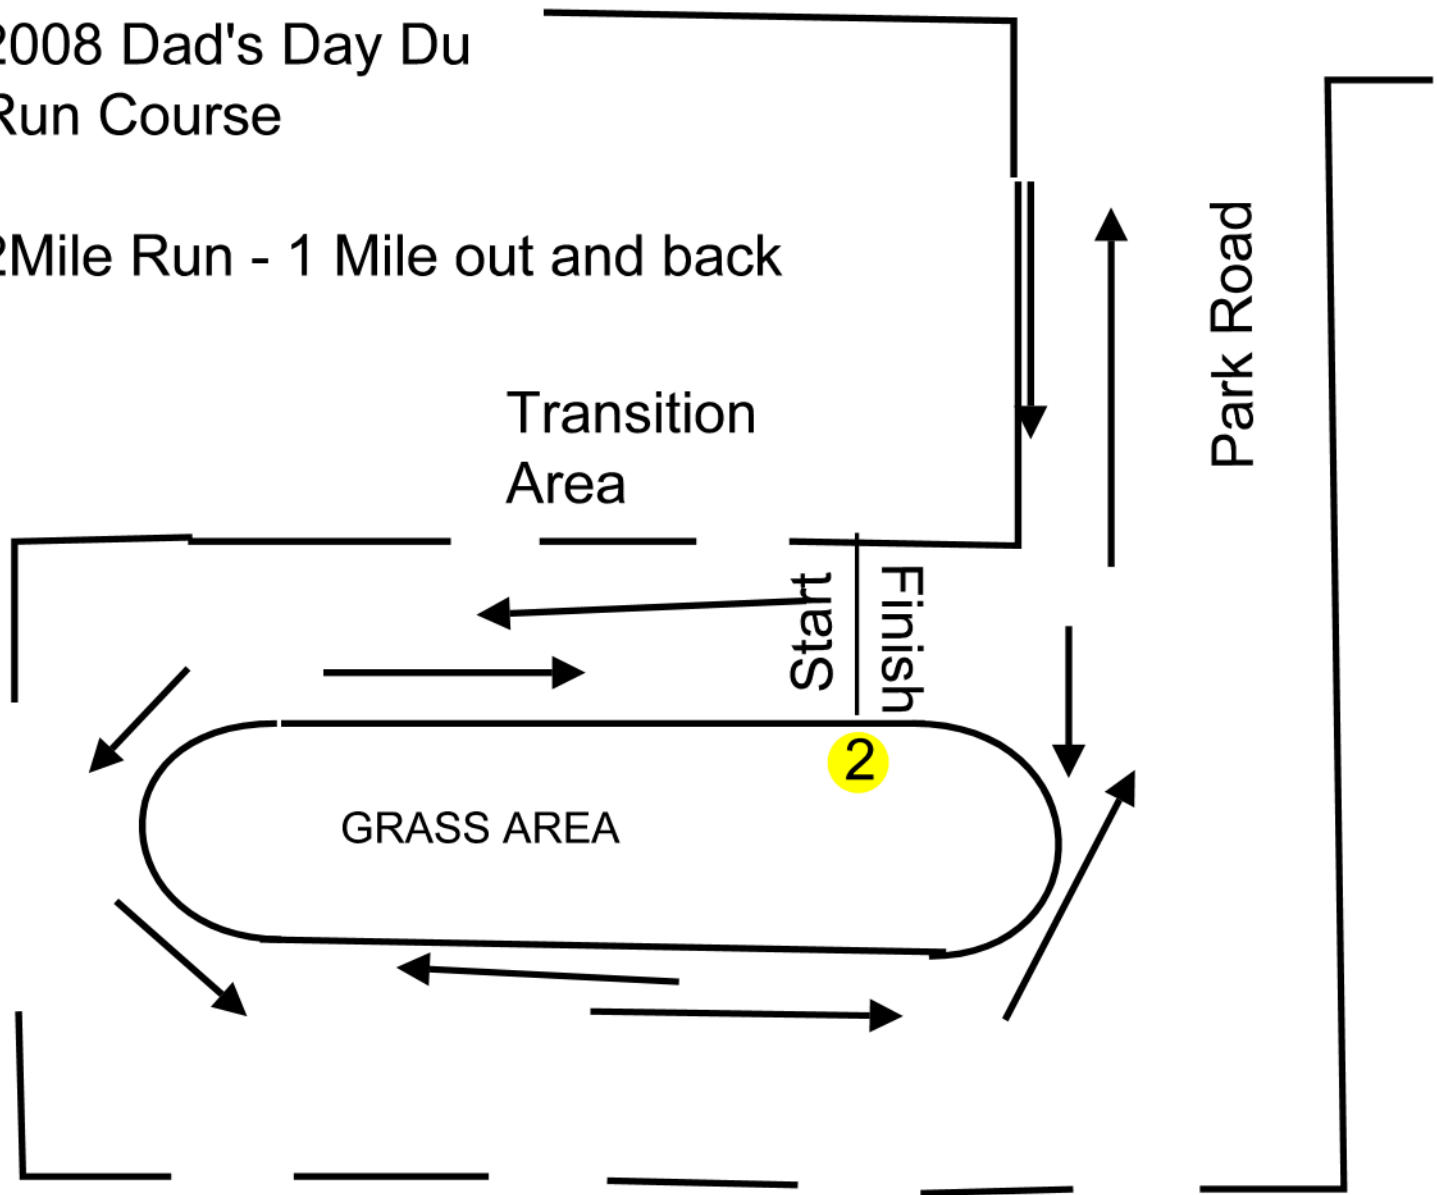 2008 Dad's Day Du
Run Course
2Mile Run - 1 Mile out and back
Park Road
Transition
Area
Start
Finish
2
GRASS AREA